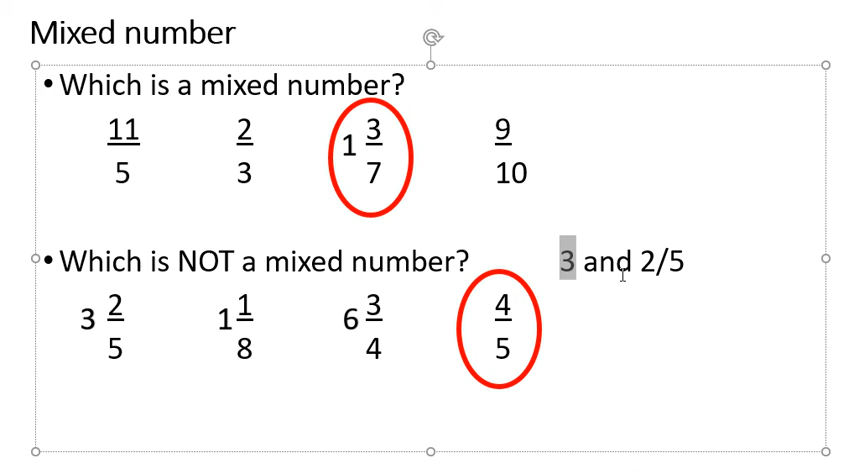 Mixed number
• Which is a mixed number?
11/5 2/3 1 3/7 9/10
• Which is NOT a mixed number? 3 and 2/5
3 2/5 1 1/8 6 3/4 4/5